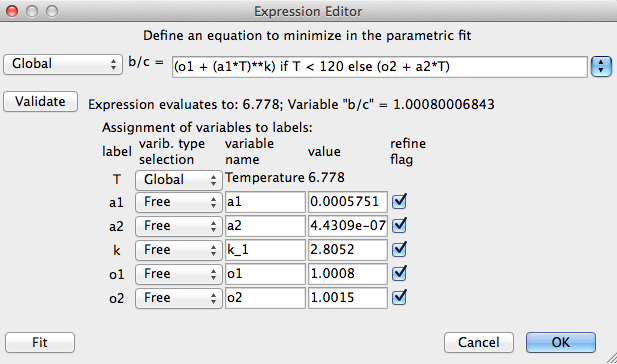 Expression Editor
Define an equation to minimize in the parametric fit
Global b/c = (o1 + (a1*T)**k) if T < 120 else (o2 + a2*T)
Validate Expression evaluates to: 6.778; Variable "b/c" = 1.00080006843
Assignment of variables to labels:
label varib. type selection variable name value refine flag
T Global Temperature 6.778
a1 Free a1 0.0005751
a2 Free a2 4.4309e-07
k Free k_1 2.8052
o1 Free o1 1.0008
o2 Free o2 1.0015
Fit Cancel OK